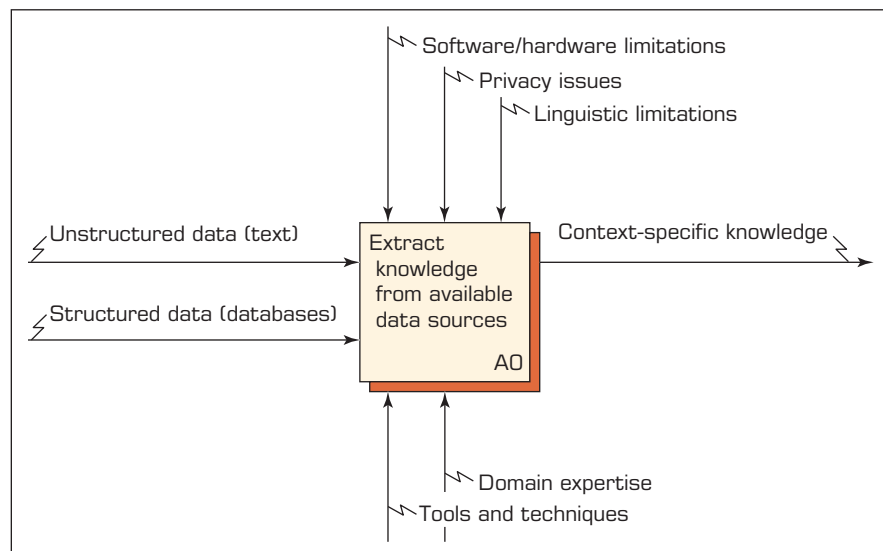 Software/hardware limitations
Privacy issues
Linguistic limitations
Unstructured data (text)
Structured data (databases)
Extract
knowledge
from available
data sources
A0
Context-specific knowledge
Domain expertise
Tools and techniques